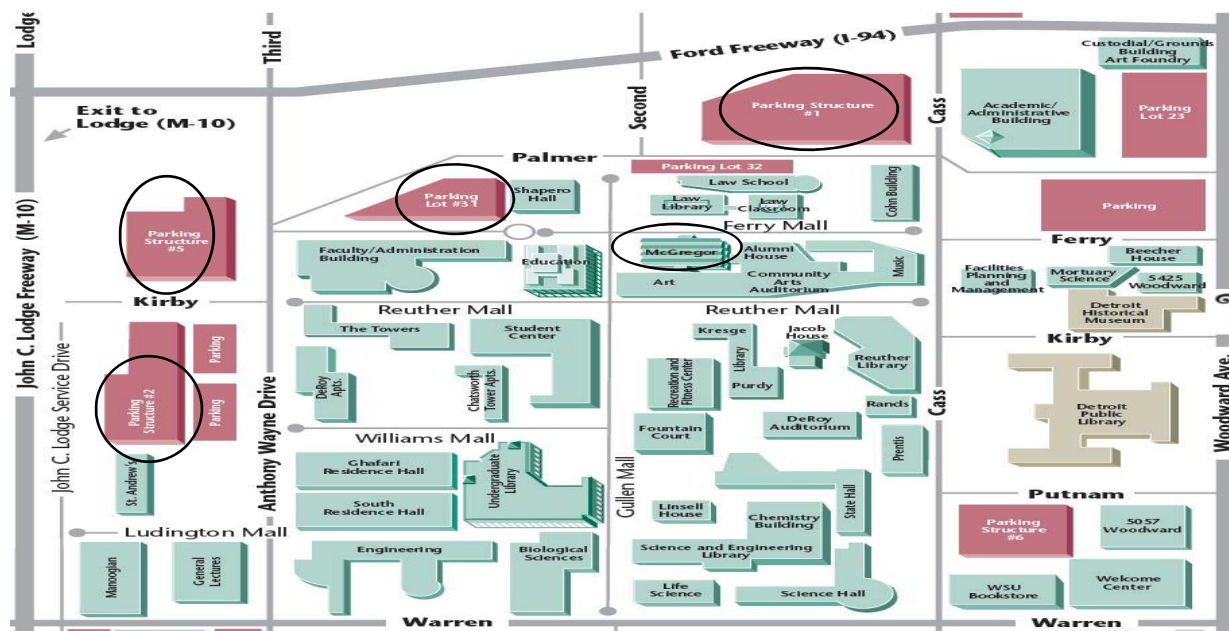 Lodge
Third
Ford Freeway (I-94)
Custodial/Grounds
Building
Art Foundry
Exit to
Lodge (M-10)
Second
Parking Structure
#1
Cass
Academic/
Administrative
Building
Parking
Lot 23
Palmer
Parking Lot 32
John C. Lodge Freeway (M-10)
Parking
Structure
#5
Parking
Lot #31
Shapero
Hall
Law School
Law
Library
Law
Classroom
Cohn Building
Parking
Ferry Mall
Ferry
Faculty/Administration
Building
Education
McGregor
Alumni
House
Art
Community
Arts
Auditorium
Music
Facilities
Planning
and
Management
Beecher
House
Mortuary
Science
5425
Woodward
Detroit
Historical
Museum
G
Kirby
Reuther Mall
Reuther Mall
Kirby
John C. Lodge Service Drive
Parking
Structure #2
Parking
Parking
Anthony Wayne Drive
The Towers
Student
Center
DeRoy
Apts.
Chatsworth
Tower Apts.
Kresge
Library
Purdy
Jacob
House
Reuther
Library
Recreation and
Fitness Center
Rands
Cass
Detroit
Public
Library
Woodward Ave.
Fountain
Court
DeRoy
Auditorium
Prentis
Williams Mall
St. Andrew's
Ghafari
Residence Hall
Undergraduate
Library
Gullen Mall
South
Residence Hall
Linsell
House
Chemistry
Building
State Hall
Putnam
Parking
Structure
#6
5057
Woodward
Ludington Mall
Manoogian
General
Lectures
Engineering
Biological
Sciences
Science and Engineering
Library
Life
Science
Science Hall
WSU
Bookstore
Welcome
Center
Warren
Warren